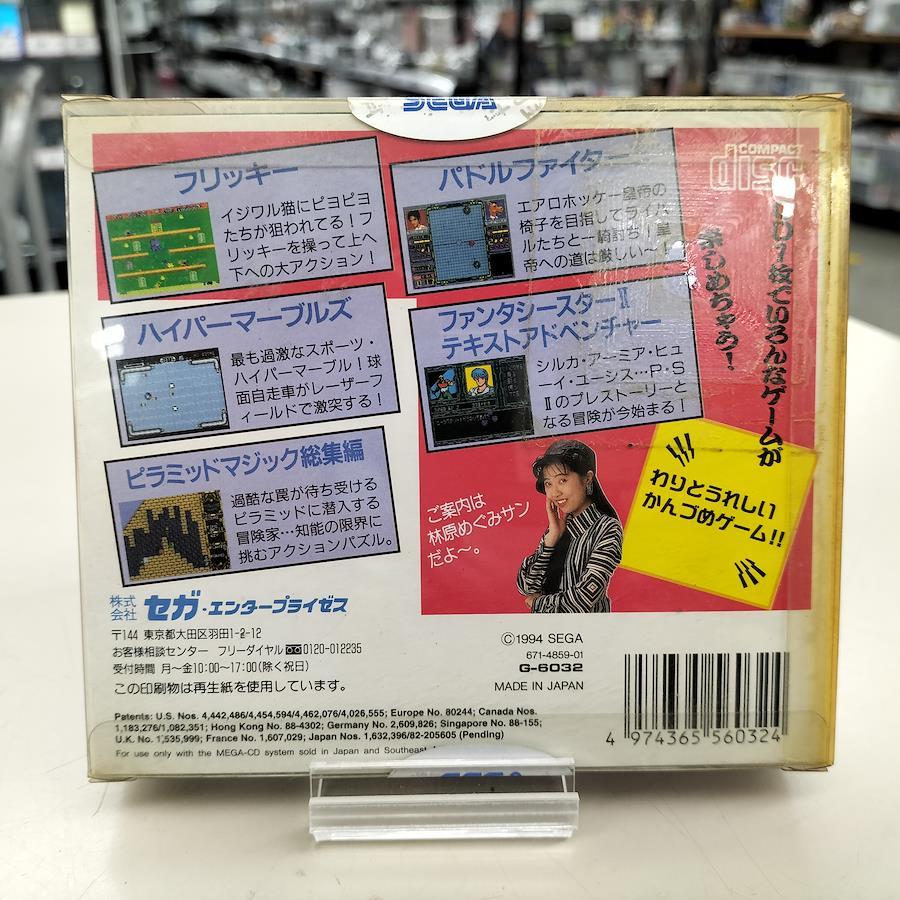 SEGA
フリッキー
イジワル猫にピヨピヨ
たちが狙われてる！フ
リッキーを操って上へ
下への大アクション！
パドルファイター
エアロホッケー皇帝の
椅子を目指してライバ
ルたちと一騎討ち！皇
帝への道は厳しい〜！
COMPACT
disc
CD1枚でいろんなゲームが
楽しめちゃう！
ハイパーマーブルズ
最も過激なスポーツ・
ハイパーマーブル！球
面自走車がレーザーフ
ィールドで激突する！
ファンタシースターII
テキストアドベンチャー
シルカ・アーミア・ヒュ
ーイ・ユーシス…P・S
IIのプレストーリーと
なる冒険が今始まる！
ピラミッドマジック総集編
過酷な罠が待ち受ける
ピラミッドに潜入する
冒険家…知能の限界に
挑むアクションパズル。
ご案内は
林原めぐみサン
だよ〜。
わりとうれしい
かんづめゲーム!!
株式会社 セガ・エンタープライゼス
〒144 東京都大田区羽田1-2-12
お客様相談センター フリーダイヤル 0120-012235
受付時間 月〜金10:00〜17:00(除く祝日)
この印刷物は再生紙を使用しています。
©1994 SEGA
671-4859-01
G-6032
MADE IN JAPAN
Patents: U.S. Nos. 4,442,486/4,454,594/4,462,076/4,026,555; Europe No. 80244; Canada Nos.
1,183,276/1,082,351; Hong Kong No. 88-4302; Germany No. 2,609,826; Singapore No. 88-155;
U.K. No. 1,535,999; France No. 1,607,029; Japan Nos. 1,632,396/82-205605 (Pending)
For use only with the MEGA-CD system sold in Japan and Southeast
4 974365 560324
SEGA